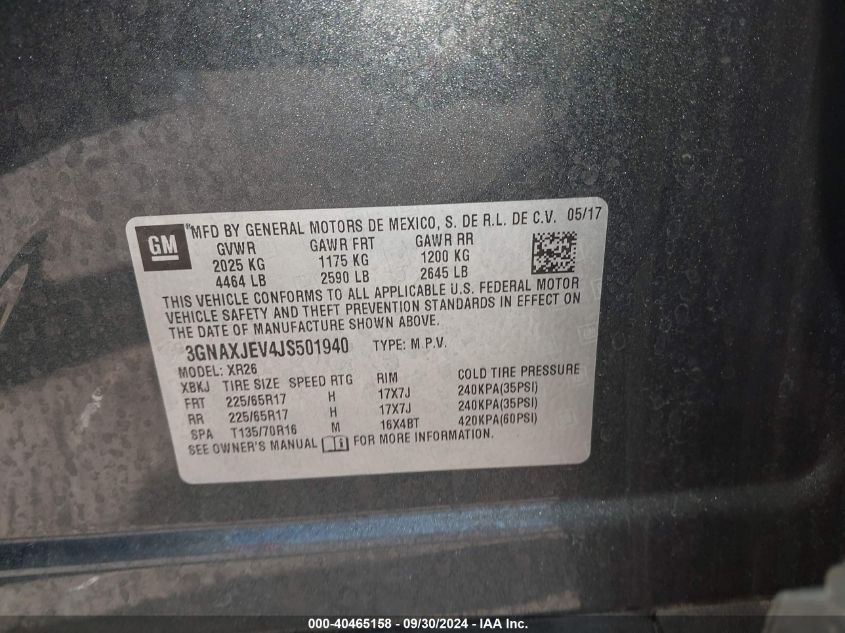 GM
®MFD BY GENERAL MOTORS DE MEXICO, S. DE R.L. DE C.V. 05/17
GVWR GAWR FRT GAWR RR
2025 KG 1175 KG 1200 KG
4464 LB 2590 LB 2645 LB
THIS VEHICLE CONFORMS TO ALL APPLICABLE U.S. FEDERAL MOTOR
VEHICLE SAFETY AND THEFT PREVENTION STANDARDS IN EFFECT ON
THE DATE OF MANUFACTURE SHOWN ABOVE.
3GNAXJEV4JS501940 TYPE: M.P.V.
MODEL: XR26
XBKJ TIRE SIZE SPEED RTG RIM COLD TIRE PRESSURE
FRT 225/65R17 H 17X7J 240KPA(35PSI)
RR 225/65R17 H 17X7J 240KPA(35PSI)
SPA T135/70R16 M 16X4BT 420KPA(60PSI)
SEE OWNER'S MANUAL FOR MORE INFORMATION.
000-40465158 - 09/30/2024 - IAA Inc.